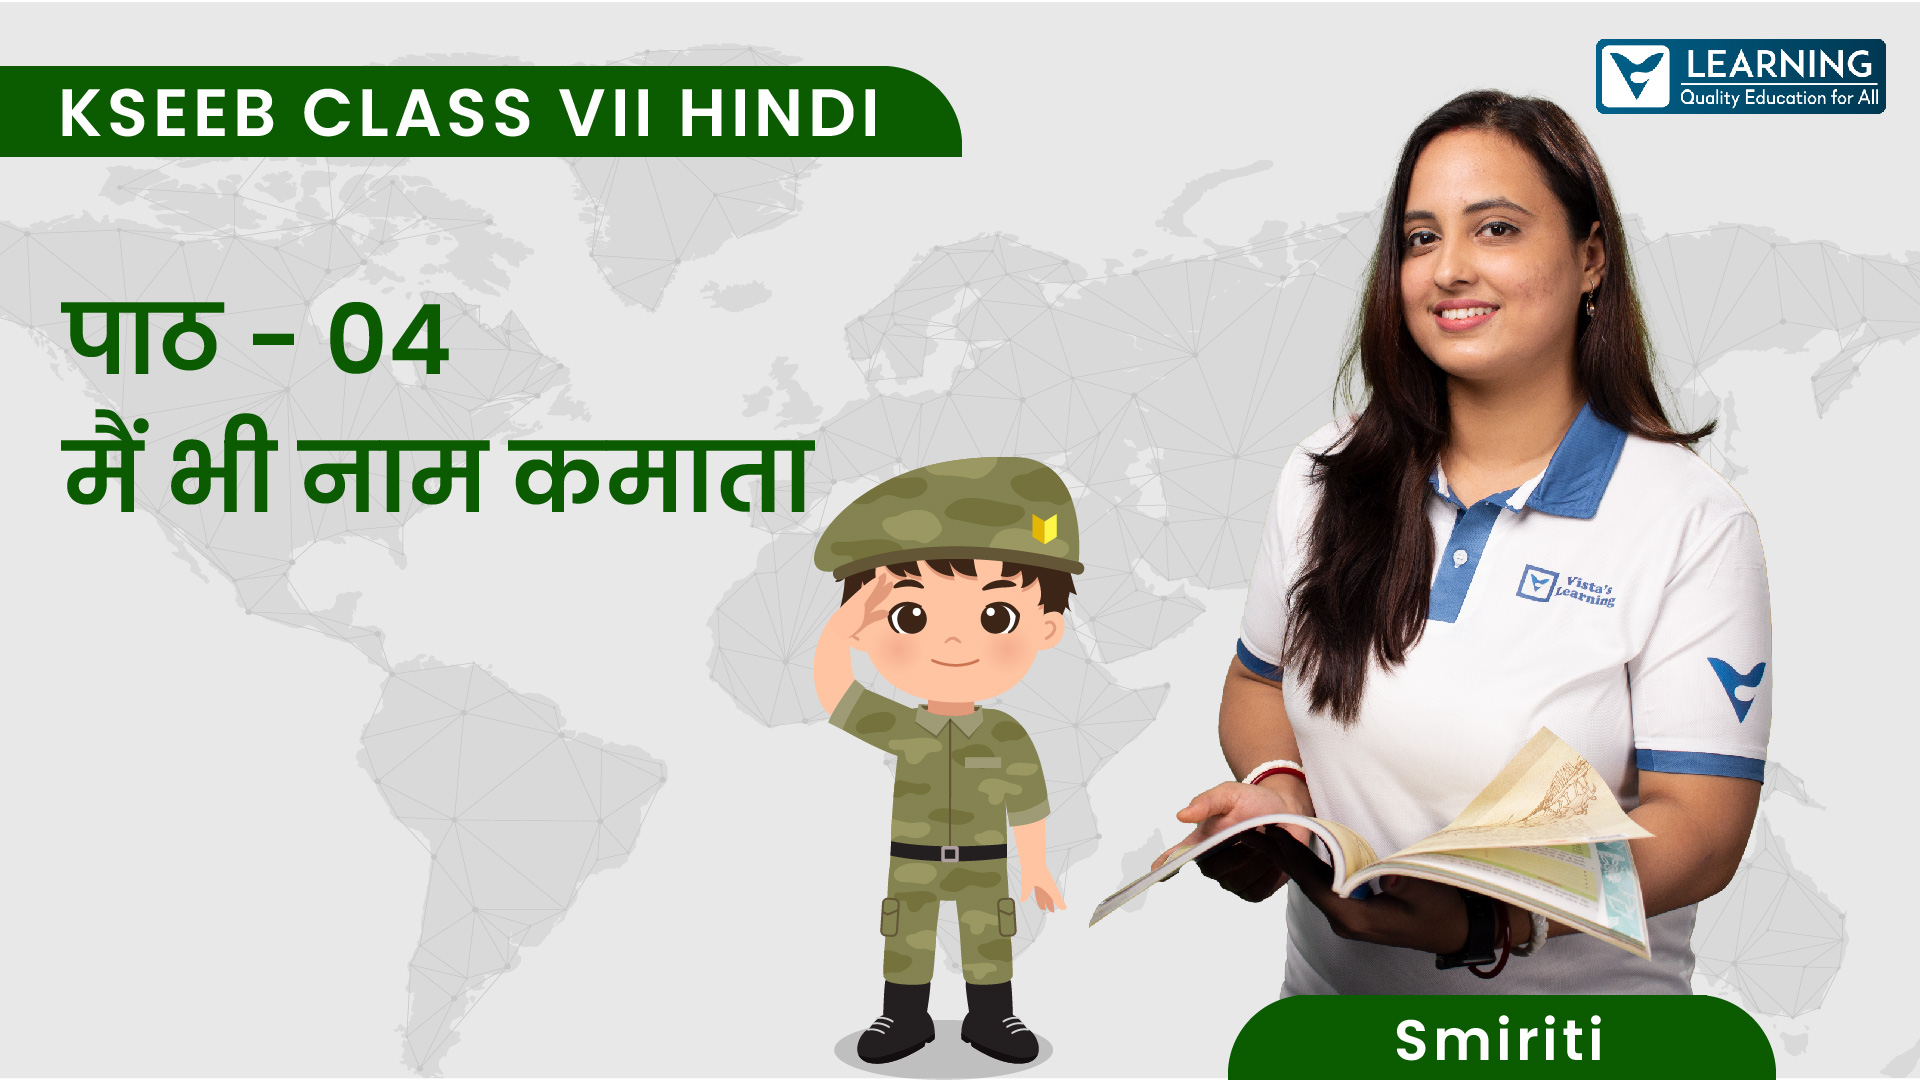 KSEEB CLASS VII HINDI
LEARNING
Quality Education for All
पाठ - 04
मैं भी नाम कमाता
Vista's
Learning
Smiriti